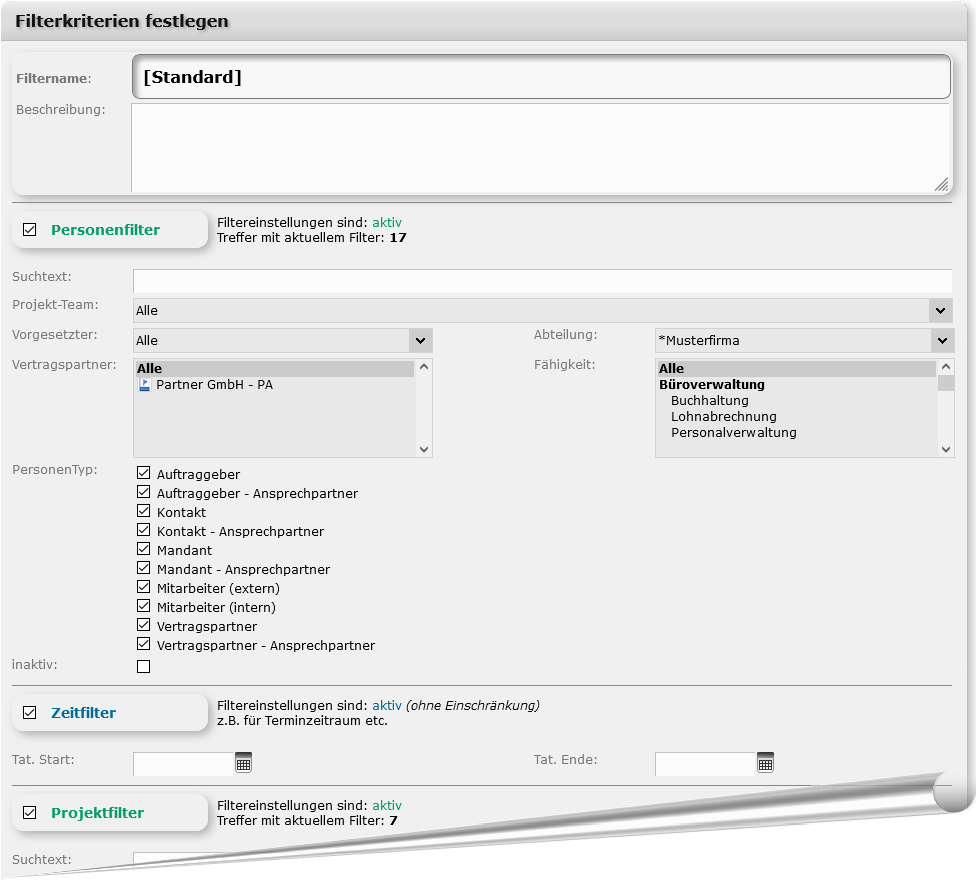 Filterkriterien festlegen
Filtername: [Standard]
Beschreibung:
Personenfilter
Filtereinstellungen sind: aktiv
Treffer mit aktuellem Filter: 17
Suchtext:
Projekt-Team: Alle
Vorgesetzter: Alle Abteilung: *Musterfirma
Vertragspartner: Alle Fähigkeit: Alle
Partner GmbH - PA Büroverwaltung
Buchhaltung
Lohnabrechnung
Personalverwaltung
PersonenTyp: Auftraggeber
Auftraggeber - Ansprechpartner
Kontakt
Kontakt - Ansprechpartner
Mandant
Mandant - Ansprechpartner
Mitarbeiter (extern)
Mitarbeiter (intern)
Vertragspartner
Vertragspartner - Ansprechpartner
inaktiv:
Zeitfilter
Filtereinstellungen sind: aktiv (ohne Einschränkung)
z.B. für Terminzeitraum etc.
Tat. Start: Tat. Ende:
Projektfilter
Filtereinstellungen sind: aktiv
Treffer mit aktuellem Filter: 7
Suchtext: